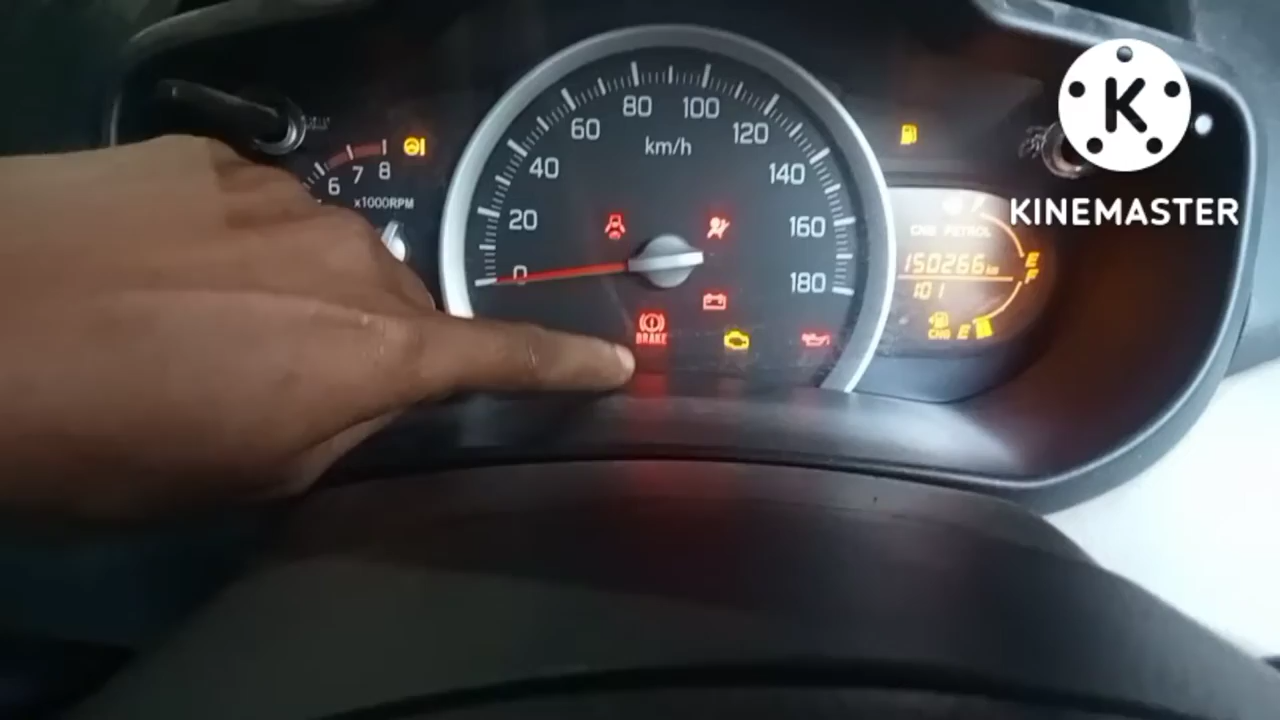 K
KINEMASTER
6 7 8
x1000RPM
0 20 40 60 80 100 120 140 160 180
km/h
BRAKE
CNG PETROL
150266 km
101
E
F
CNG E